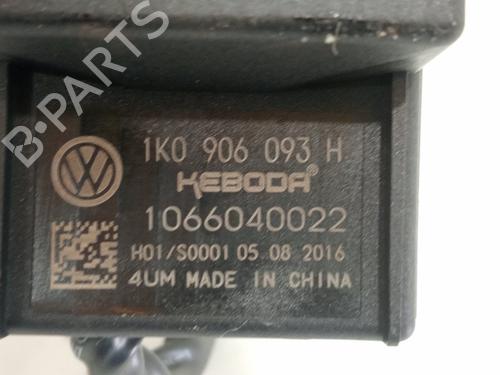 1K0 906 093 H
KEBODA®
1066040022
H01/S0001 05 08 2016
4UM MADE IN CHINA
B-PARTS